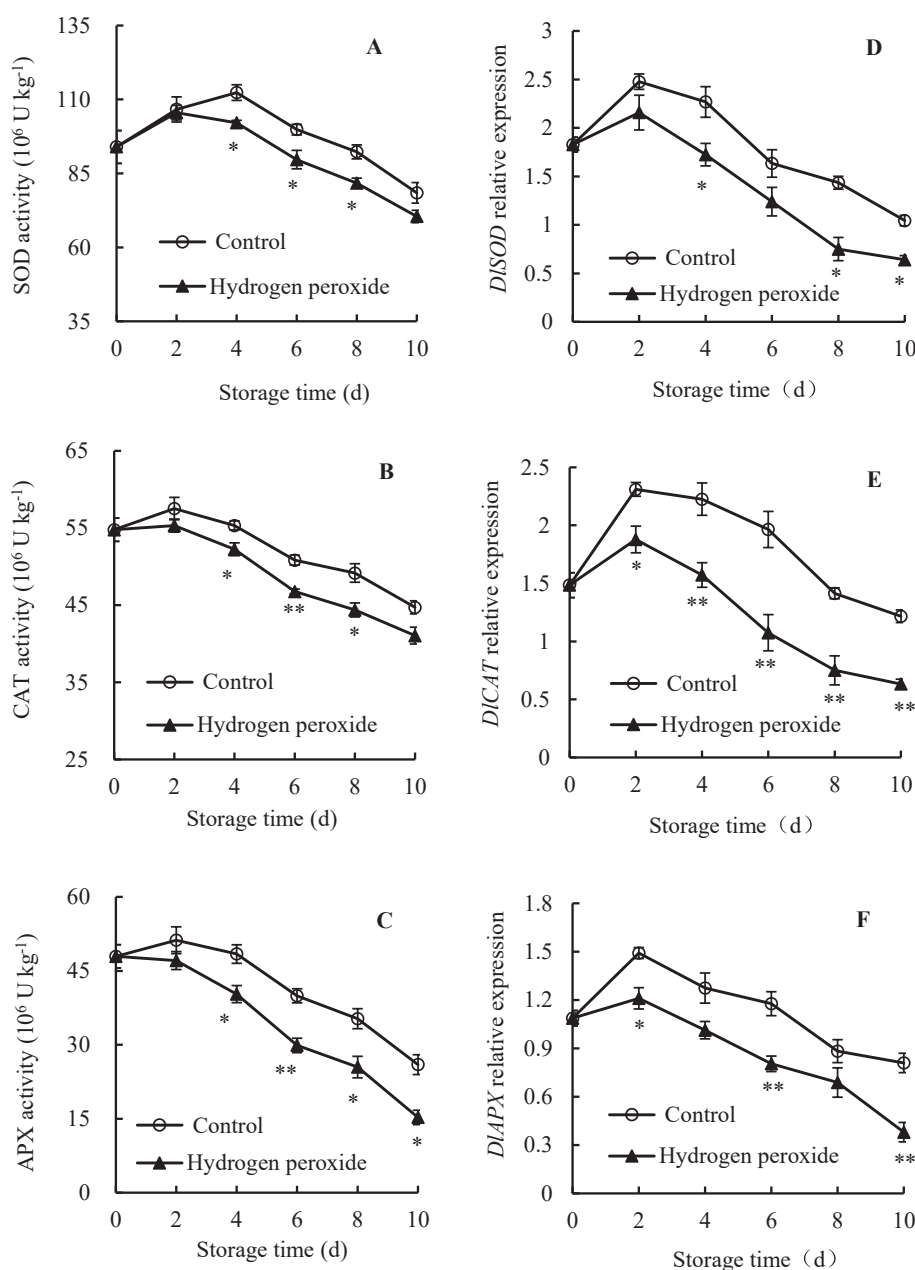 135
A
110
SOD activity (10⁶ U kg⁻¹)
85
*
*
*
60
Control
Hydrogen peroxide
35
0 2 4 6 8 10
Storage time (d)
3
D
2.5
DlSOD relative expression
2
1.5
*
1
Control
0.5
Hydrogen peroxide
*
*
0
0 2 4 6 8 10
Storage time（d）
65
B
55
CAT activity (10⁶ U kg⁻¹)
*
**
*
45
35
Control
Hydrogen peroxide
25
0 2 4 6 8 10
Storage time (d)
2.5
E
2
DlCAT relative expression
1.5
*
**
1
**
Control
0.5
Hydrogen peroxide
**
**
0
0 2 4 6 8 10
Storage time（d）
60
C
45
APX activity (10⁶ U kg⁻¹)
*
30
**
*
15
Control
*
Hydrogen peroxide
0
0 2 4 6 8 10
Storage time (d)
1.8
F
1.5
DlAPX relative expression
1.2
*
0.9
**
0.6
Control
0.3
Hydrogen peroxide
**
0
0 2 4 6 8 10
Storage time（d）